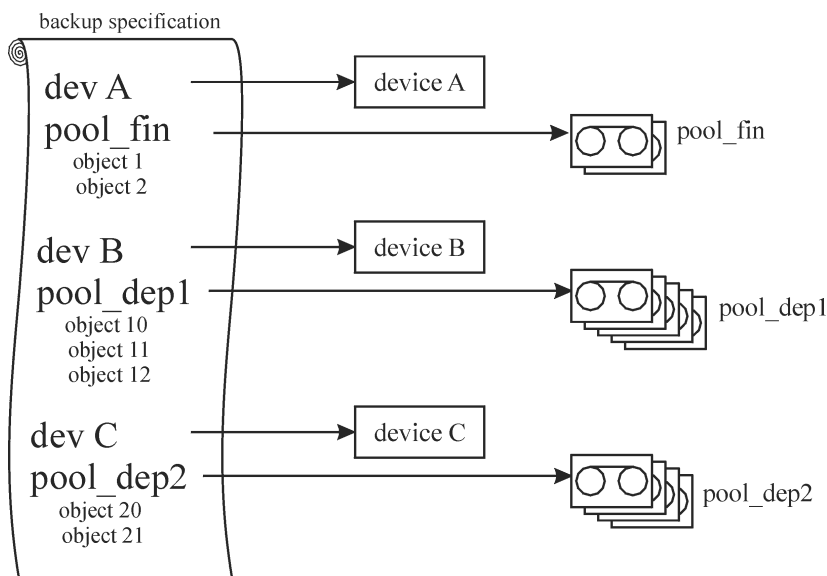 backup specification
dev A
device A
pool_fin
pool_fin
object 1
object 2
dev B
device B
pool_dep1
pool_dep1
object 10
object 11
object 12
dev C
device C
pool_dep2
pool_dep2
object 20
object 21